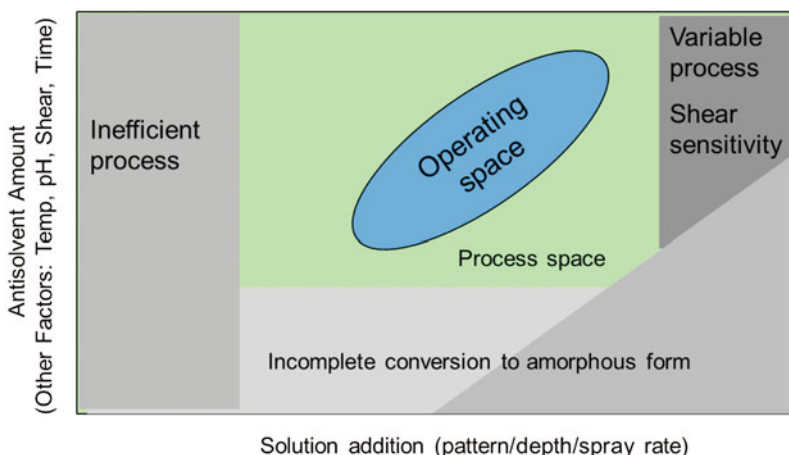 Antisolvent Amount
(Other Factors: Temp, pH, Shear, Time)
Inefficient
process
Operating
space
Variable
process
Shear
sensitivity
Process space
Incomplete conversion to amorphous form
Solution addition (pattern/depth/spray rate)